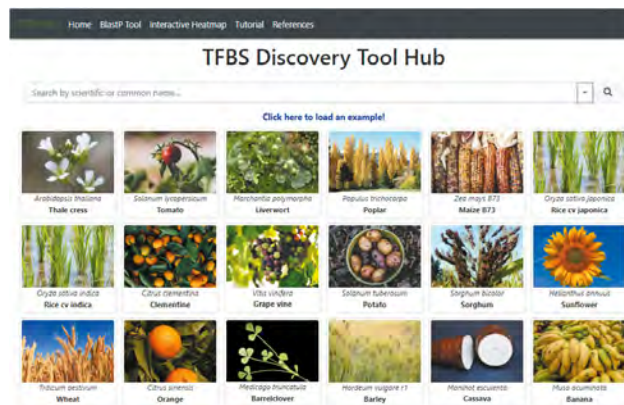 Home BlastP Tool Interactive Heatmap Tutorial References
TFBS Discovery Tool Hub
Search by scientific or common name...
Click here to load an example!
Arabidopsis thaliana Solanum lycopersicum Marchantia polymorpha Populus trichocarpa Zea mays B73 Oryza sativa japonica
Thale cress Tomato Liverwort Poplar Maize B73 Rice cv japonica
Oryza sativa indica Citrus clementina Vitis vinifera Solanum tuberosum Sorghum bicolor Helianthus annuus
Rice cv indica Clementine Grape vine Potato Sorghum Sunflower
Triticum aestivum Citrus sinensis Medicago truncatula Hordeum vulgare r1 Manihot esculenta Musa acuminata
Wheat Orange Barrelclover Barley Cassava Banana